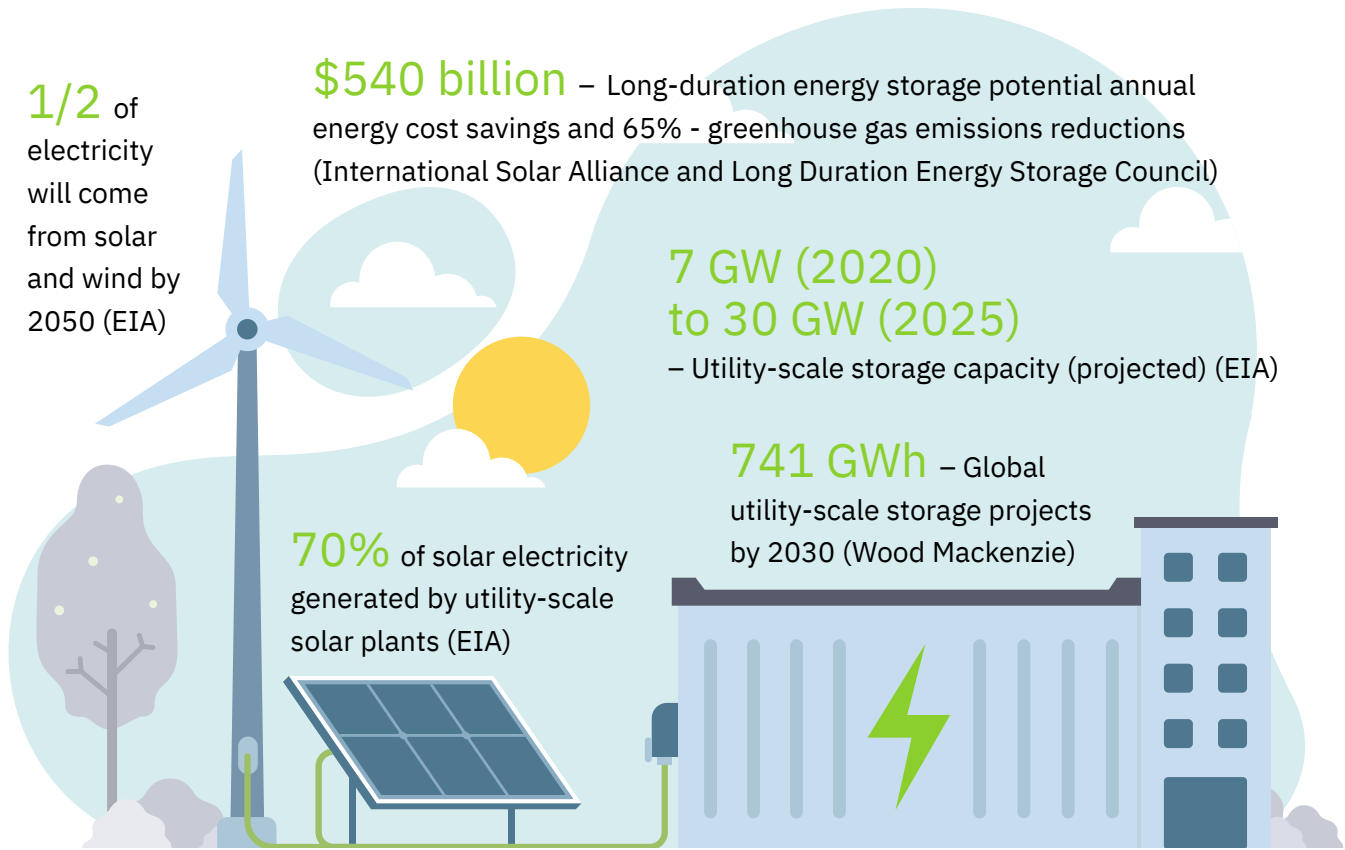 1/2 of
electricity
will come
from solar
and wind by
2050 (EIA)
$540 billion – Long-duration energy storage potential annual
energy cost savings and 65% - greenhouse gas emissions reductions
(International Solar Alliance and Long Duration Energy Storage Council)
7 GW (2020)
to 30 GW (2025)
– Utility-scale storage capacity (projected) (EIA)
741 GWh – Global
utility-scale storage projects
by 2030 (Wood Mackenzie)
70% of solar electricity
generated by utility-scale
solar plants (EIA)